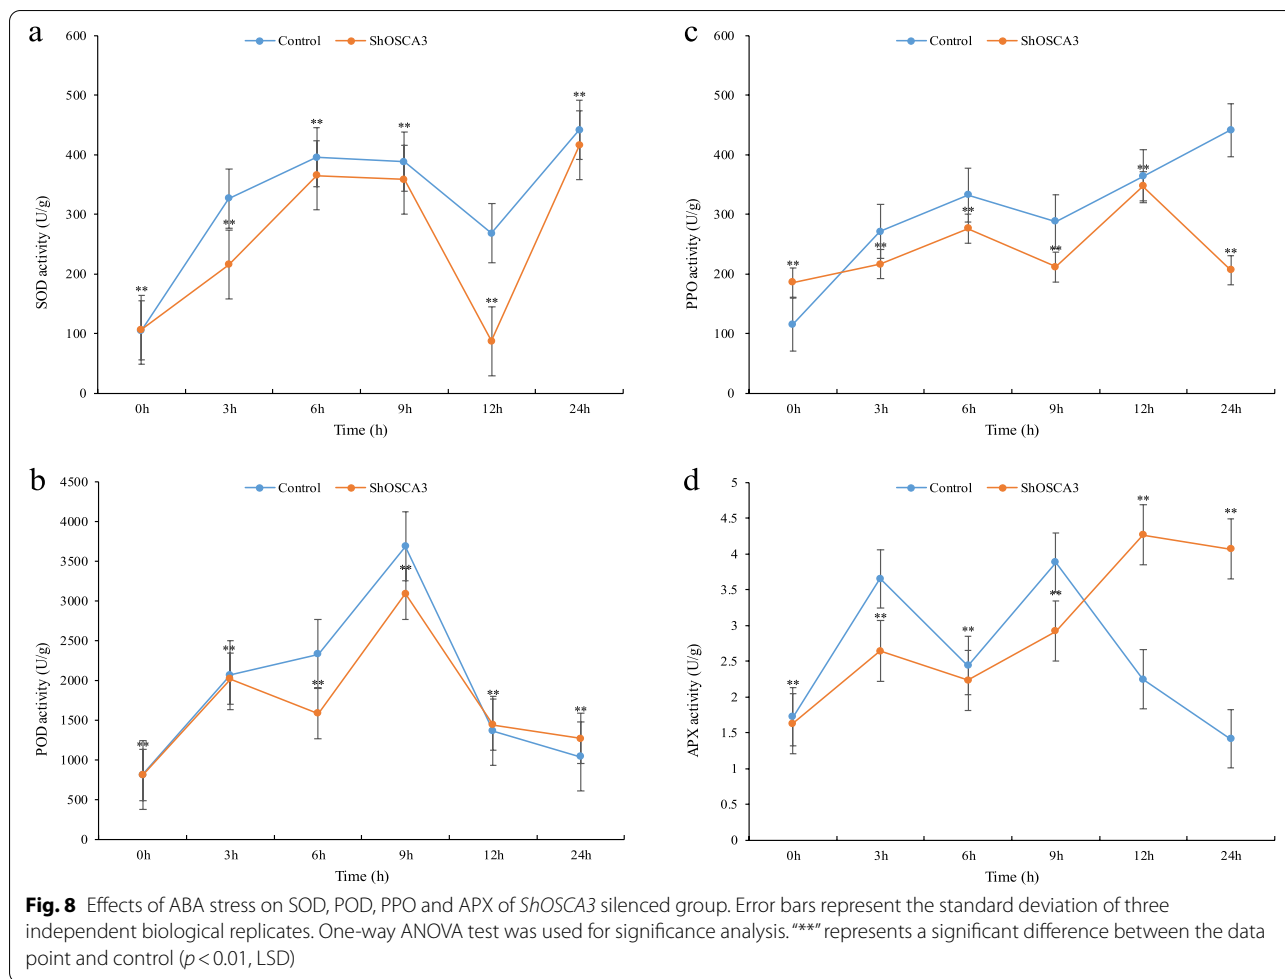 a
Control ShOSCA3
600
500
400
300
200
100
0
SOD activity (U/g)
** ** ** ** ** **
0h 3h 6h 9h 12h 24h
Time (h)
c
Control ShOSCA3
600
500
400
300
200
100
0
PPO activity (U/g)
** ** ** ** ** **
0h 3h 6h 9h 12h 24h
Time (h)
b
Control ShOSCA3
4500
4000
3500
3000
2500
2000
1500
1000
500
0
POD activity (U/g)
** ** ** ** ** **
0h 3h 6h 9h 12h 24h
Time (h)
d
Control ShOSCA3
5
4.5
4
3.5
3
2.5
2
1.5
1
0.5
0
APX activity (U/g)
** ** ** ** ** **
0h 3h 6h 9h 12h 24h
Time (h)
Fig. 8 Effects of ABA stress on SOD, POD, PPO and APX of ShOSCA3 silenced group. Error bars represent the standard deviation of three
independent biological replicates. One-way ANOVA test was used for significance analysis. “**” represents a significant difference between the data
point and control (p < 0.01, LSD)